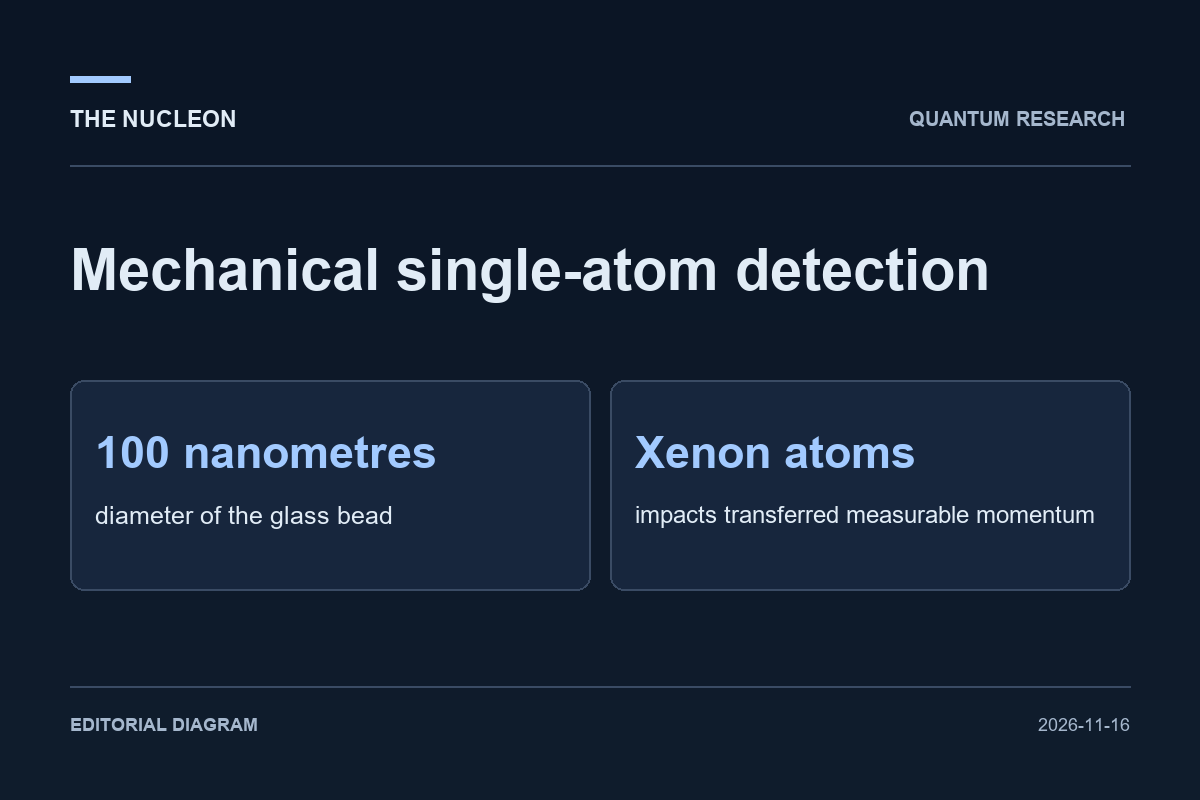 THE NUCLEON
QUANTUM RESEARCH
Mechanical single-atom detection
100 nanometres
diameter of the glass bead
Xenon atoms
impacts transferred measurable momentum
EDITORIAL DIAGRAM
2026-11-16